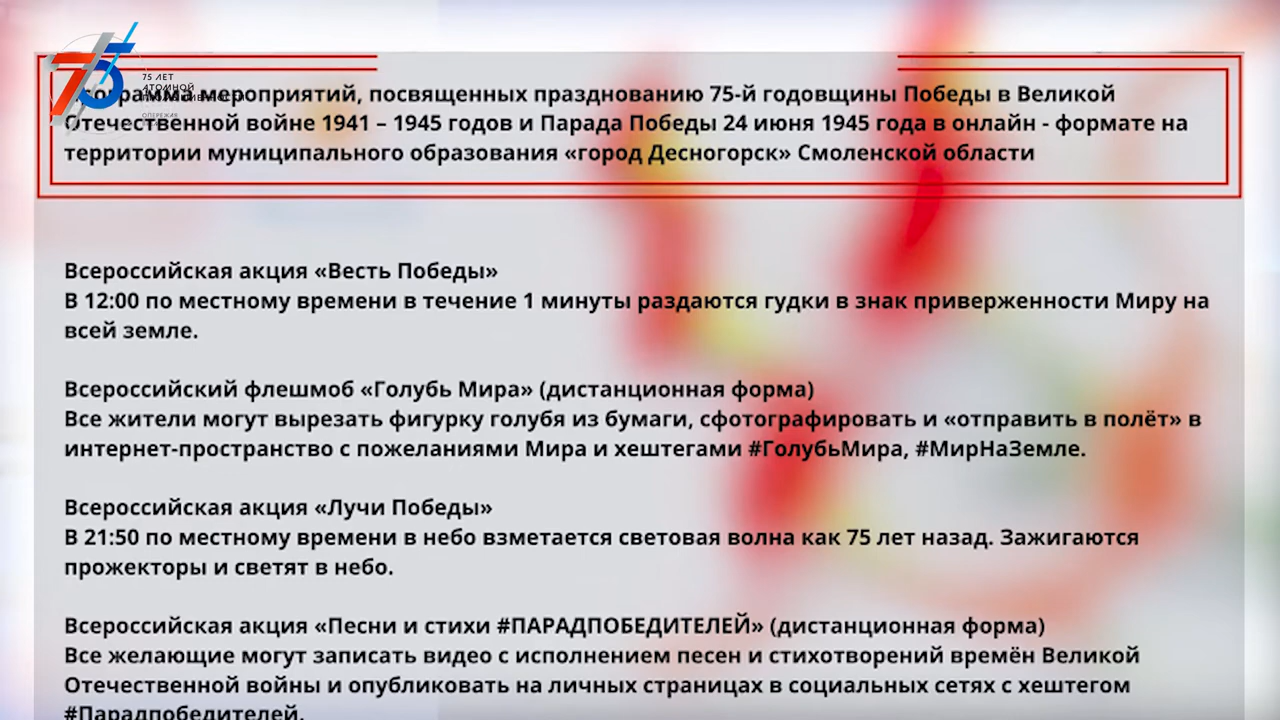 75
75 ЛЕТ
АТОМНОЙ
Программа мероприятий, посвященных празднованию 75-й годовщины Победы в Великой
Отечественной войне 1941 – 1945 годов и Парада Победы 24 июня 1945 года в онлайн - формате на
территории муниципального образования «город Десногорск» Смоленской области
Всероссийская акция «Весть Победы»
В 12:00 по местному времени в течение 1 минуты раздаются гудки в знак приверженности Миру на
всей земле.
Всероссийский флешмоб «Голубь Мира» (дистанционная форма)
Все жители могут вырезать фигурку голубя из бумаги, сфотографировать и «отправить в полёт» в
интернет-пространство с пожеланиями Мира и хештегами #ГолубьМира, #МирНаЗемле.
Всероссийская акция «Лучи Победы»
В 21:50 по местному времени в небо взметается световая волна как 75 лет назад. Зажигаются
прожекторы и светят в небо.
Всероссийская акция «Песни и стихи #ПАРАДПОБЕДИТЕЛЕЙ» (дистанционная форма)
Все желающие могут записать видео с исполнением песен и стихотворений времён Великой
Отечественной войны и опубликовать на личных страницах в социальных сетях с хештегом
#Парадпобедителей.